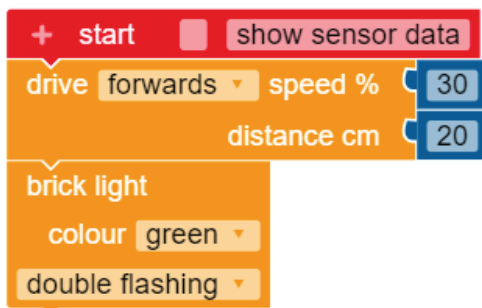 + start show sensor data
drive forwards speed % 30
distance cm 20
brick light
colour green
double flashing